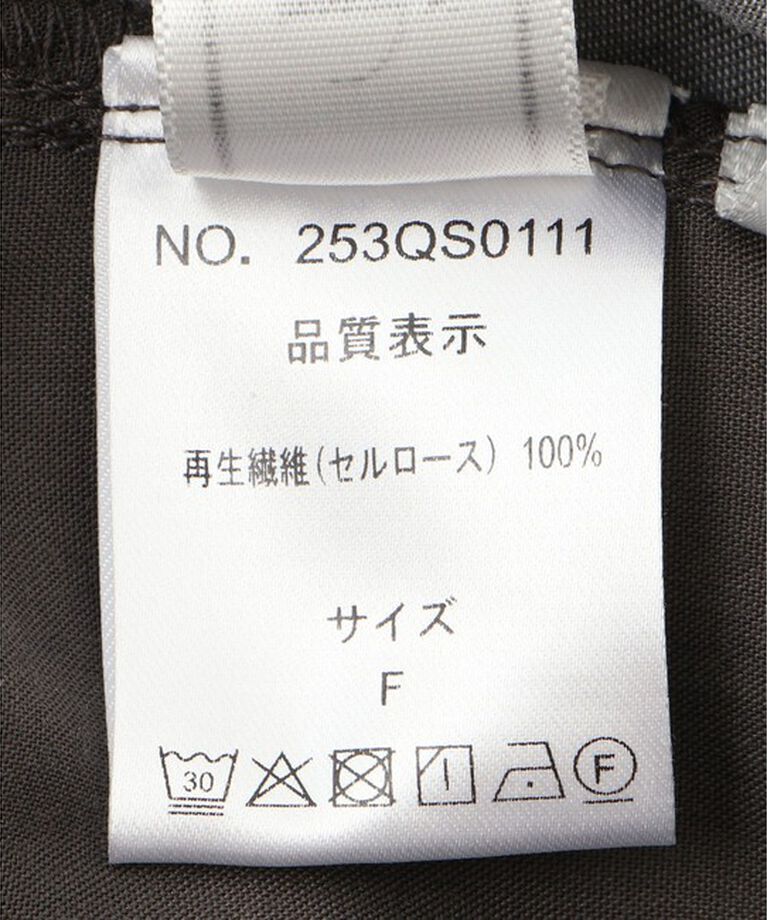 NO. 253QS0111
品質表示
再生繊維(セルロース) 100%
サイズ
F
30 F